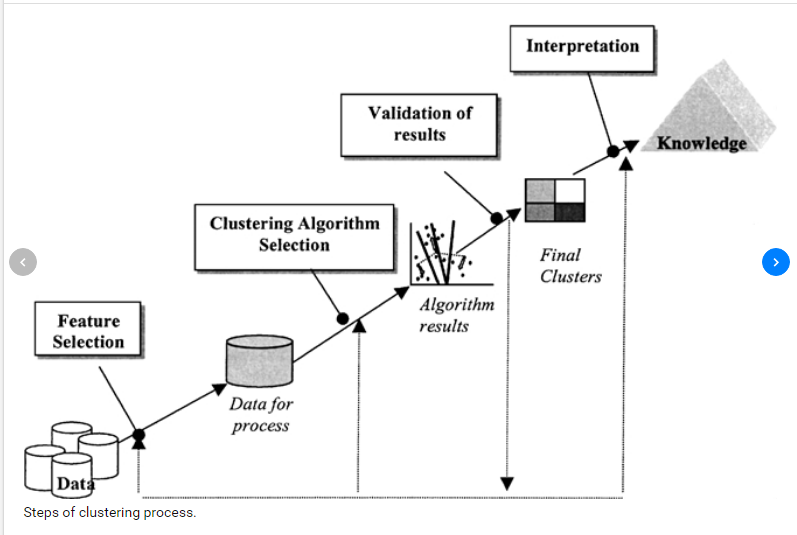 Interpretation
Validation of
results
Knowledge
Clustering Algorithm
Selection
Final
Clusters
Algorithm
results
Feature
Selection
Data for
process
Data
Steps of clustering process.